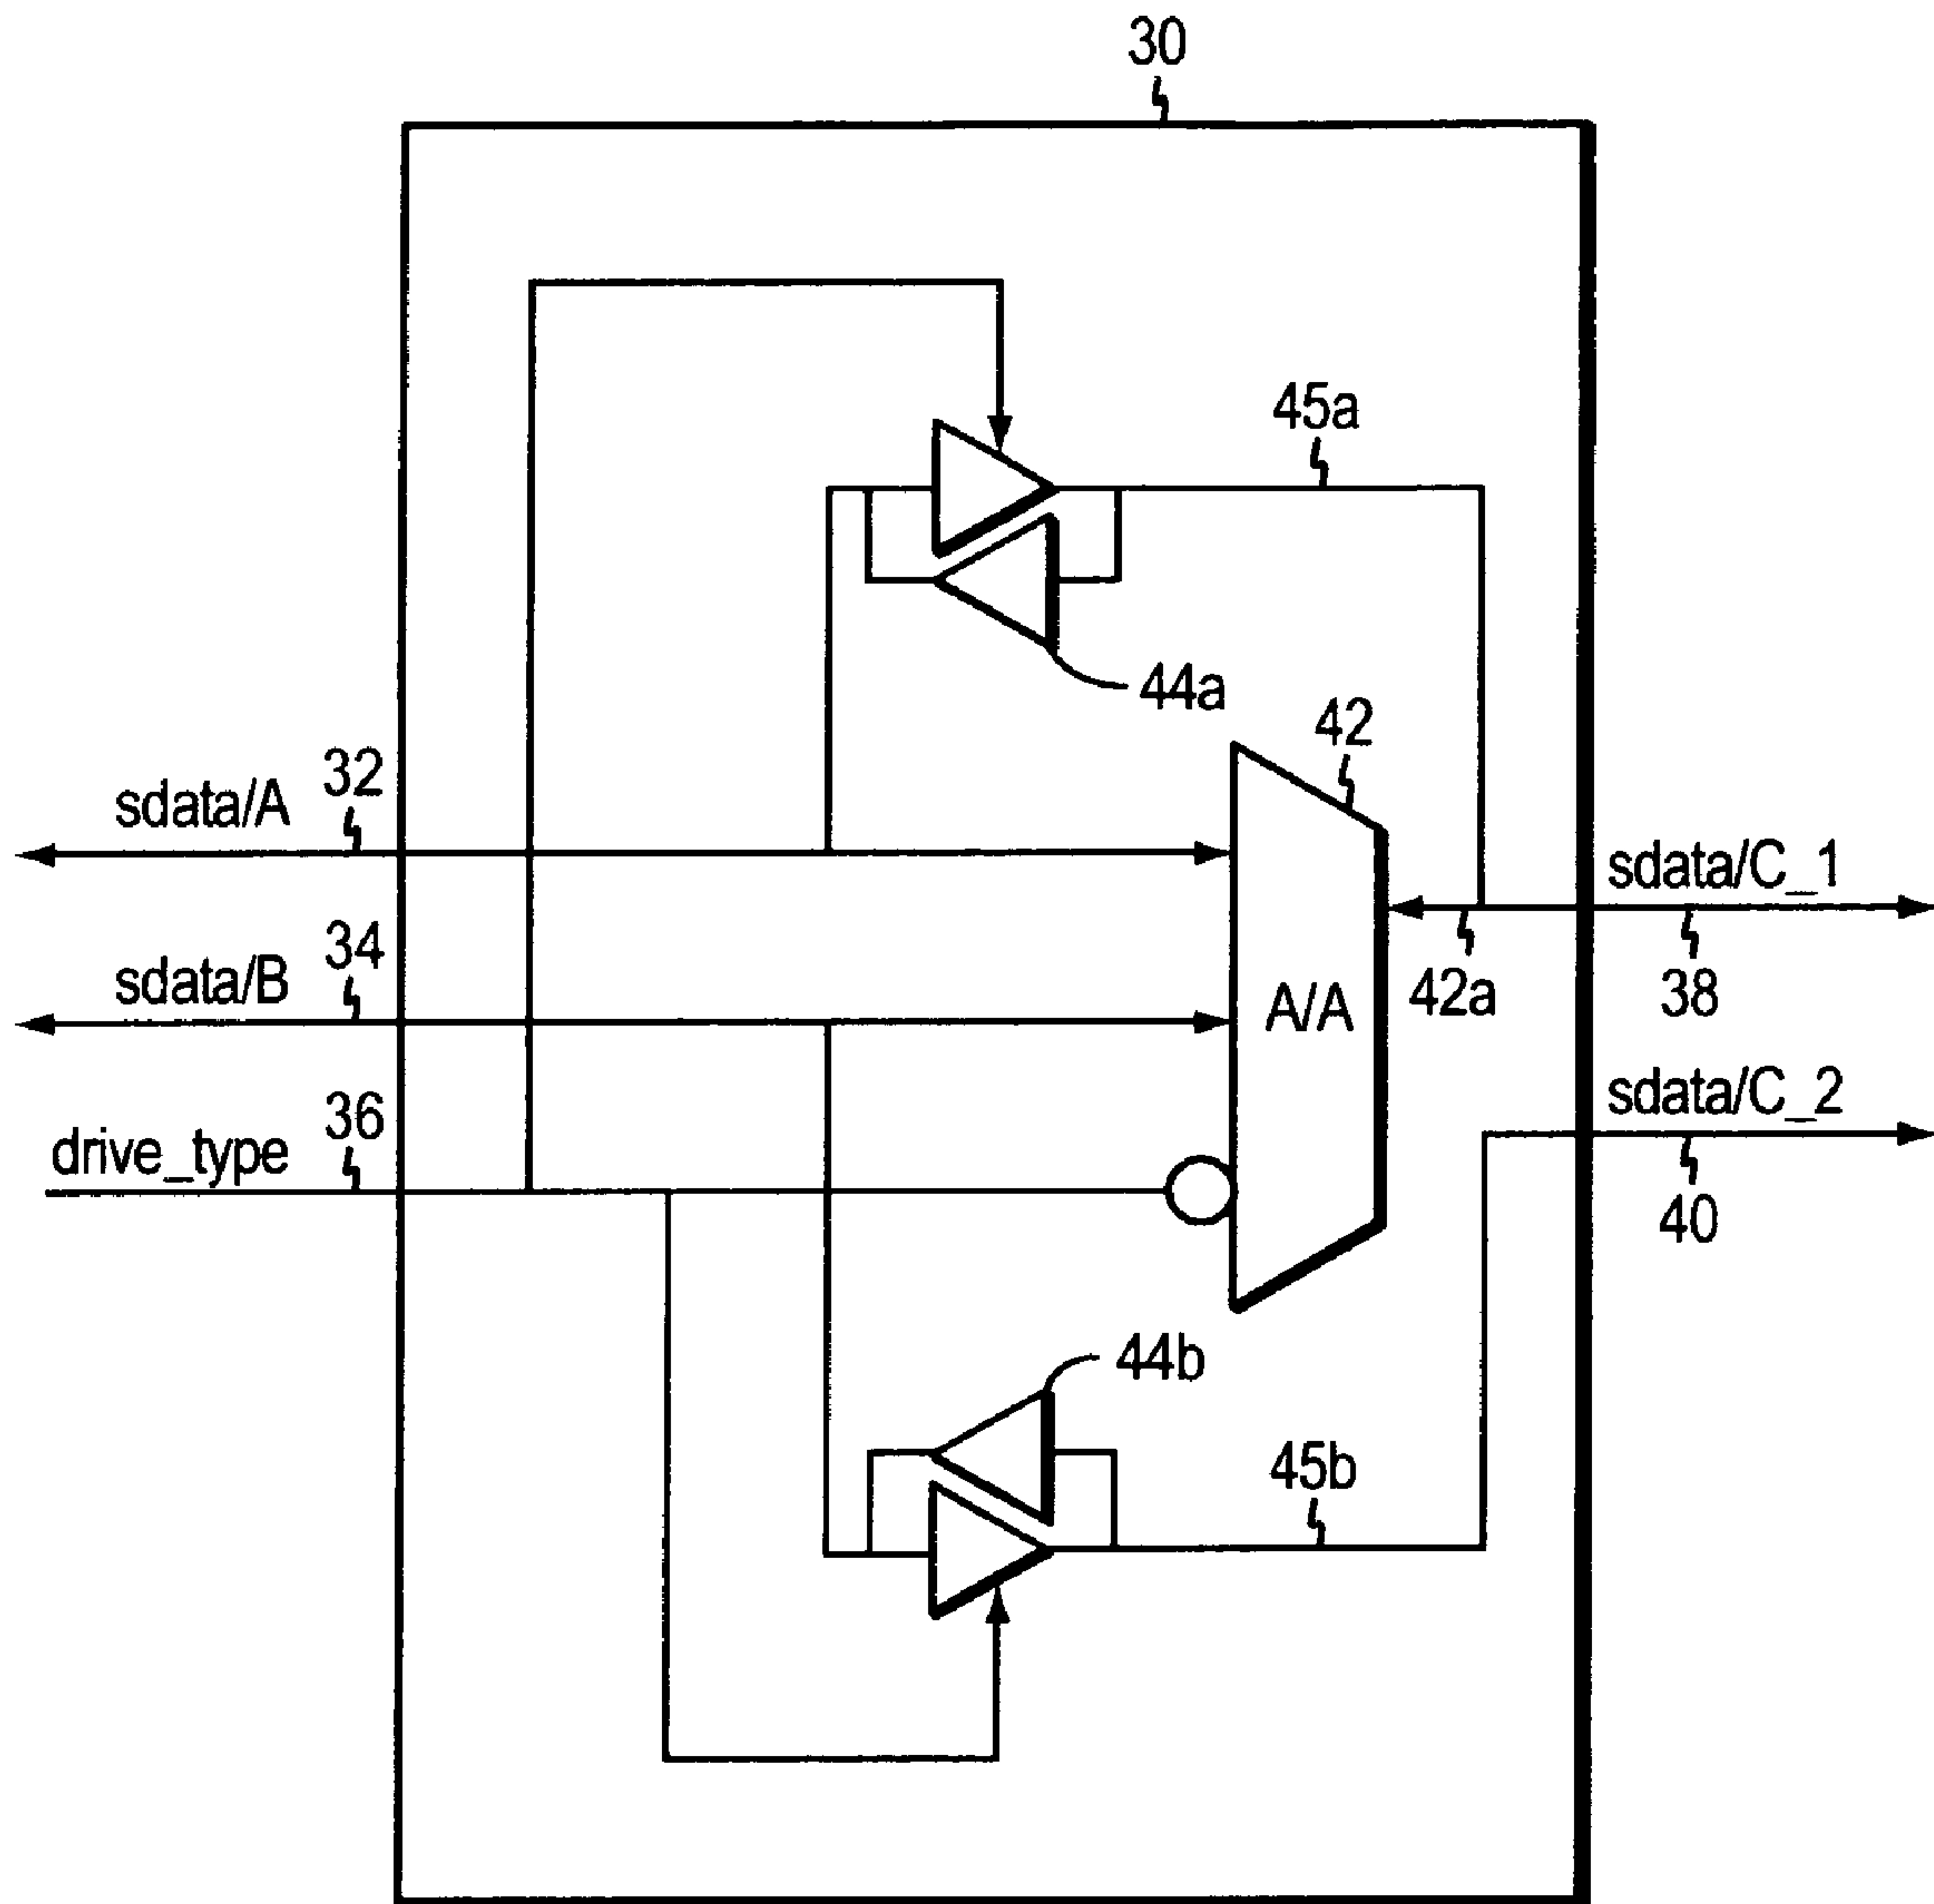 30
45a
44a
42
sdata/A
32
sdata/C_1
sdata/B
34
A/A
42a
38
sdata/C_2
drive_type
36
40
44b
45b